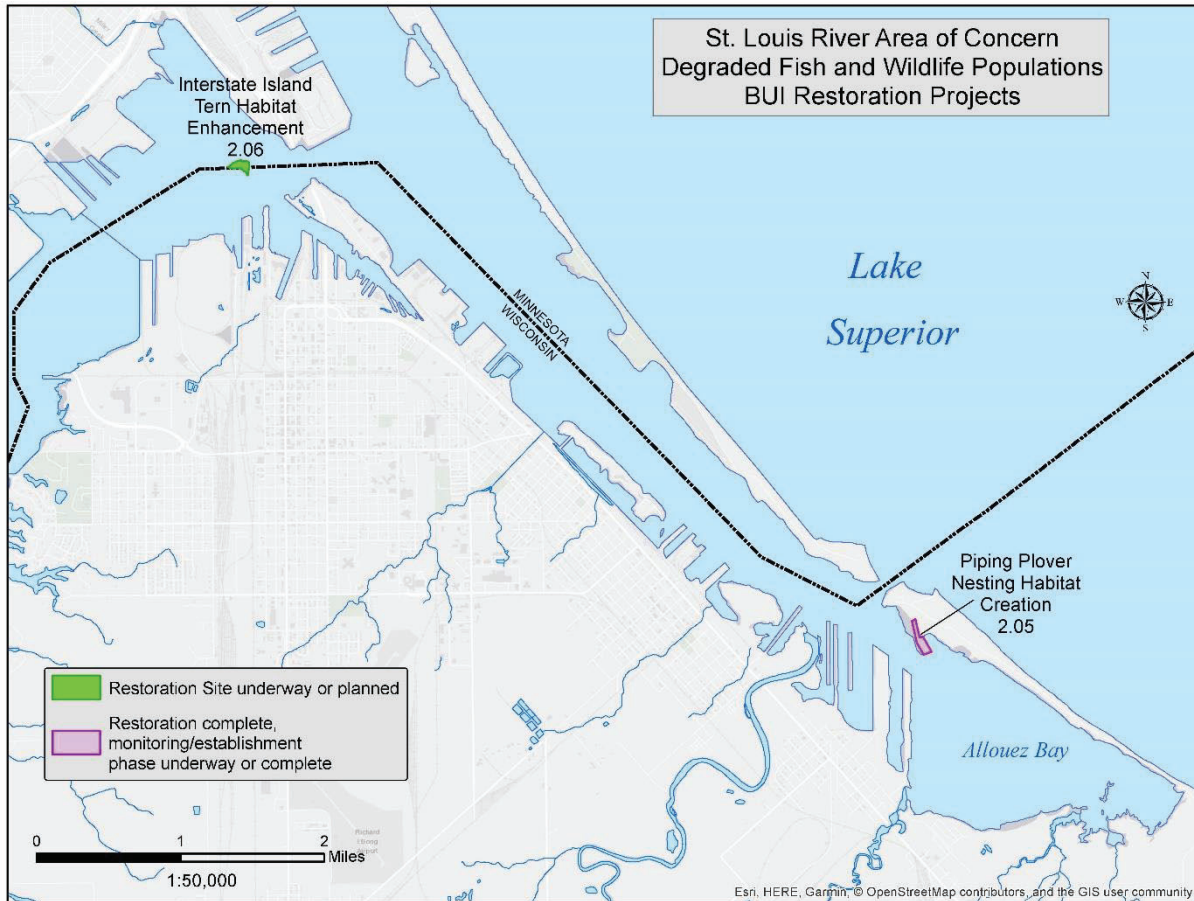 St. Louis River Area of Concern
Degraded Fish and Wildlife Populations
BUI Restoration Projects
Interstate Island
Tern Habitat
Enhancement
2.06
Lake
Superior
N
W E
S
MINNESOTA
WISCONSIN
Piping Plover
Nesting Habitat
Creation
2.05
Allouez Bay
Restoration Site underway or planned
Restoration complete,
monitoring/establishment
phase underway or complete
Richard
I Bong
Airport
0 1 2
Miles
1:50,000
Esri, HERE, Garmin, © OpenStreetMap contributors, and the GIS user community